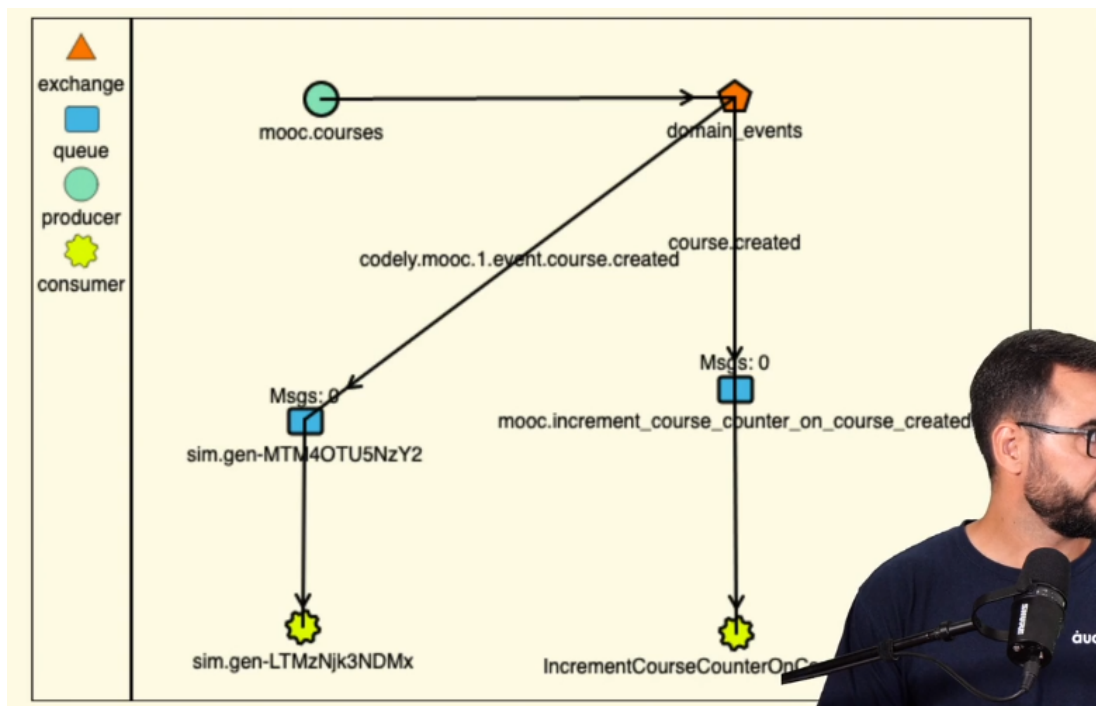 exchange
queue
producer
consumer
mooc.courses
domain_events
codely.mooc.1.event.course.created
course.created
Msgs: 0
mooc.increment_course_counter_on_course_created
Msgs: 0
sim.gen-MTM4OTU5NzY2
sim.gen-LTMzNjk3NDMx
SHURE